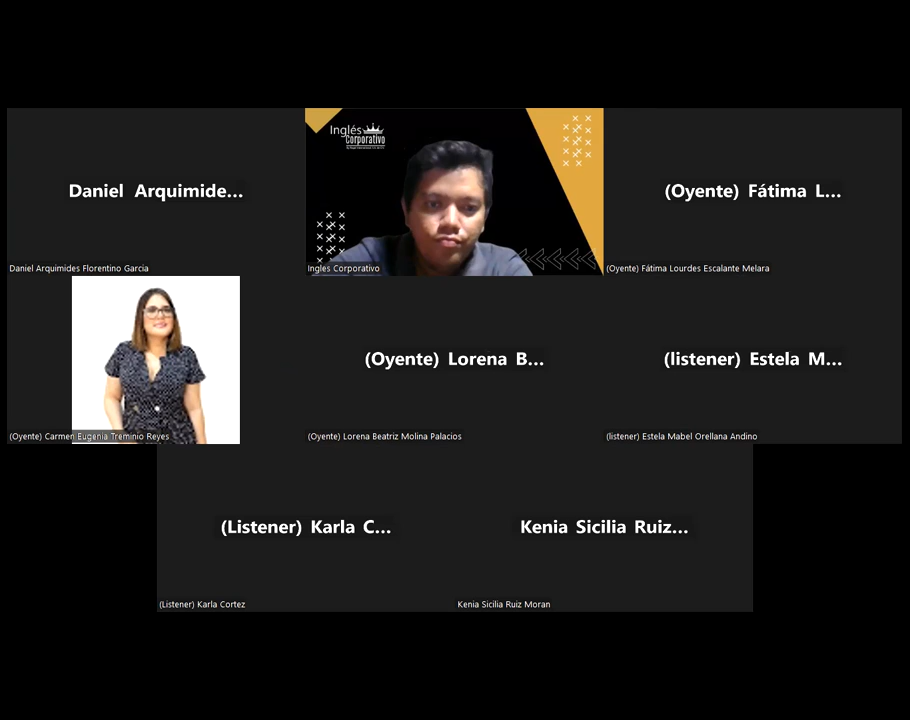 Daniel Arquimide...
Daniel Arquimides Florentino Garcia
Inglés
Corporativo
Ingles Corporativo
(Oyente) Fátima L...
(Oyente) Fátima Lourdes Escalante Melara
(Oyente) Carmen Eugenia Treminio Reyes
(Oyente) Lorena B...
(Oyente) Lorena Beatriz Molina Palacios
(listener) Estela M...
(listener) Estela Mabel Orellana Andino
(Listener) Karla C...
(Listener) Karla Cortez
Kenia Sicilia Ruiz...
Kenia Sicilia Ruiz Moran